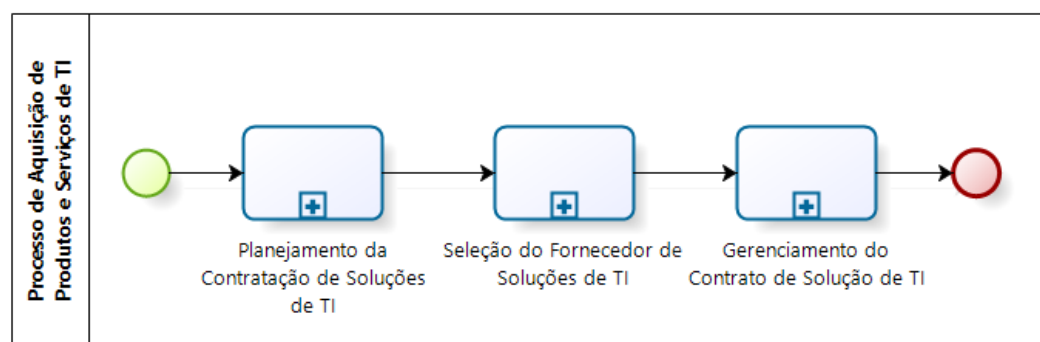 Processo de Aquisição de
Produtos e Serviços de TI
Planejamento da
Contratação de Soluções
de TI
Seleção do Fornecedor de
Soluções de TI
Gerenciamento do
Contrato de Solução de TI